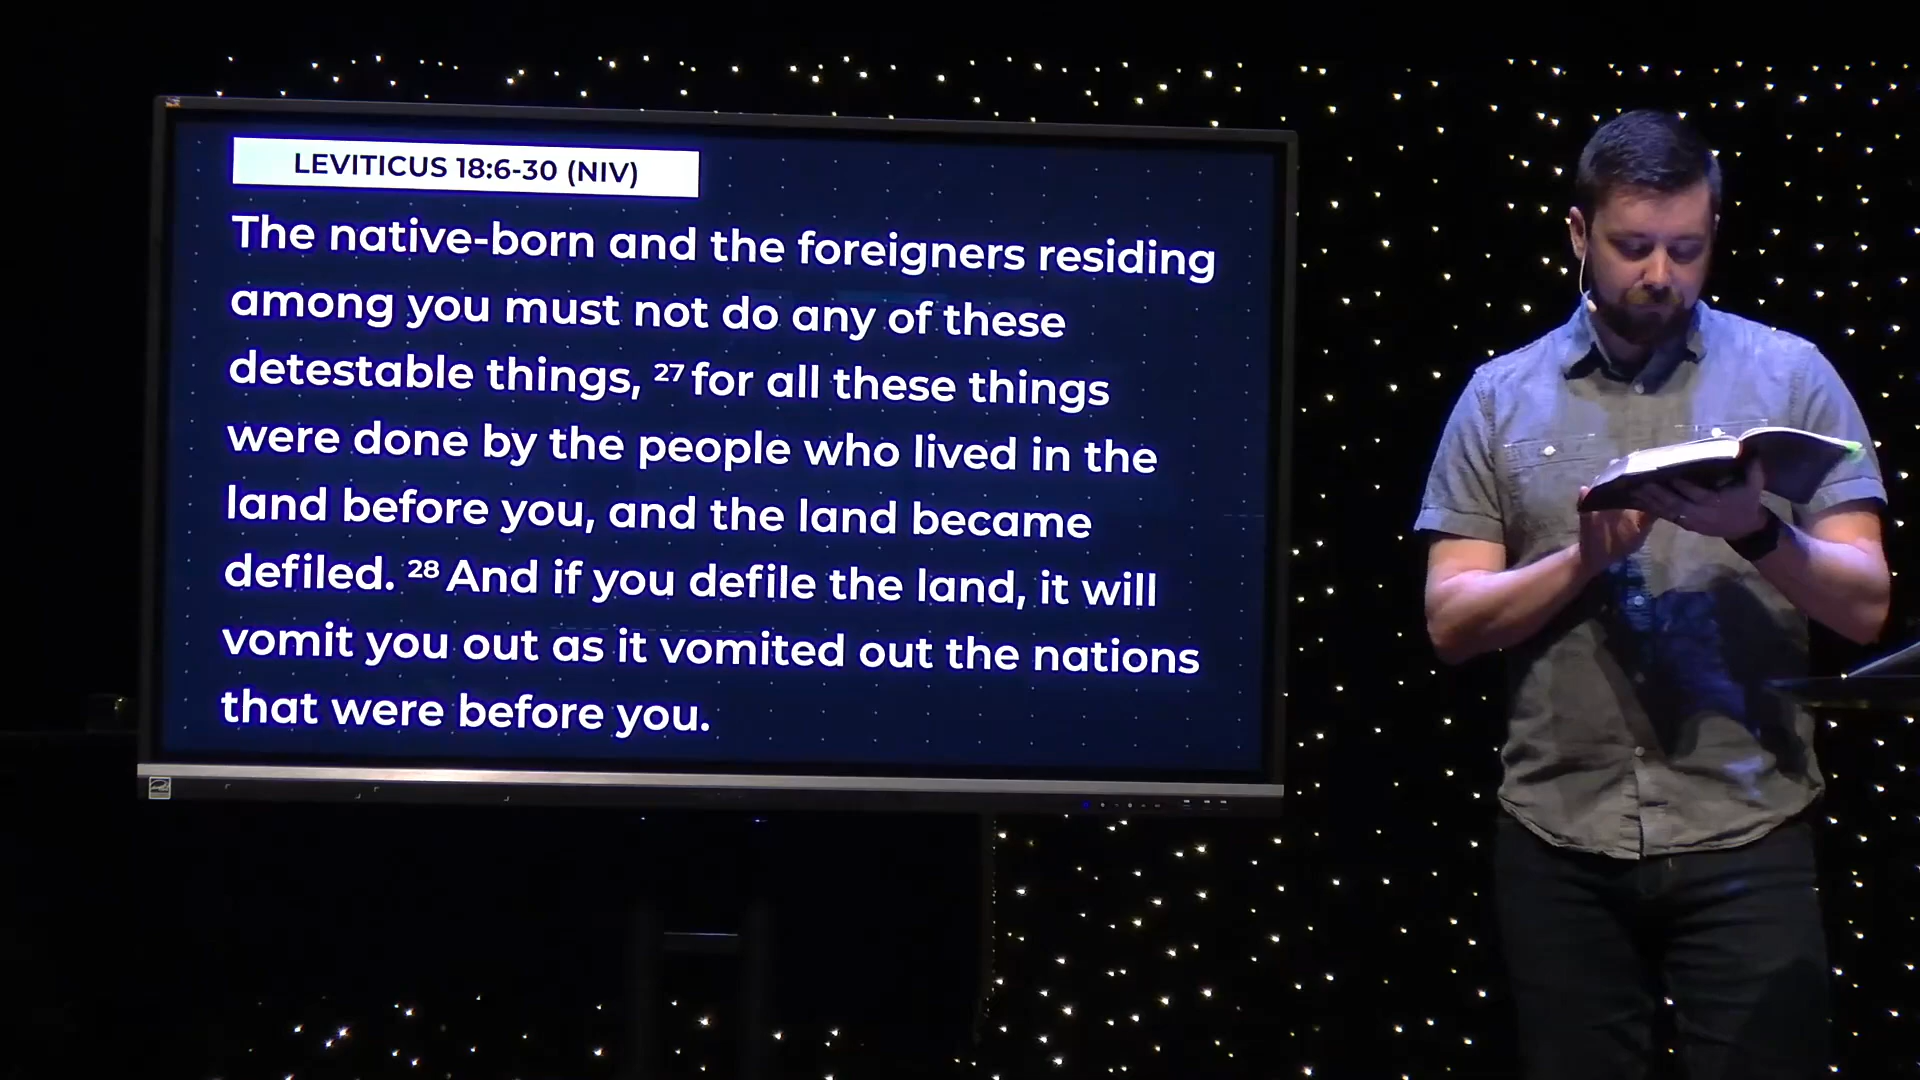 LEVITICUS 18:6-30 (NIV)
The native-born and the foreigners residing
among you must not do any of these
detestable things, ²⁷ for all these things
were done by the people who lived in the
land before you, and the land became
defiled. ²⁸ And if you defile the land, it will
vomit you out as it vomited out the nations
that were before you.